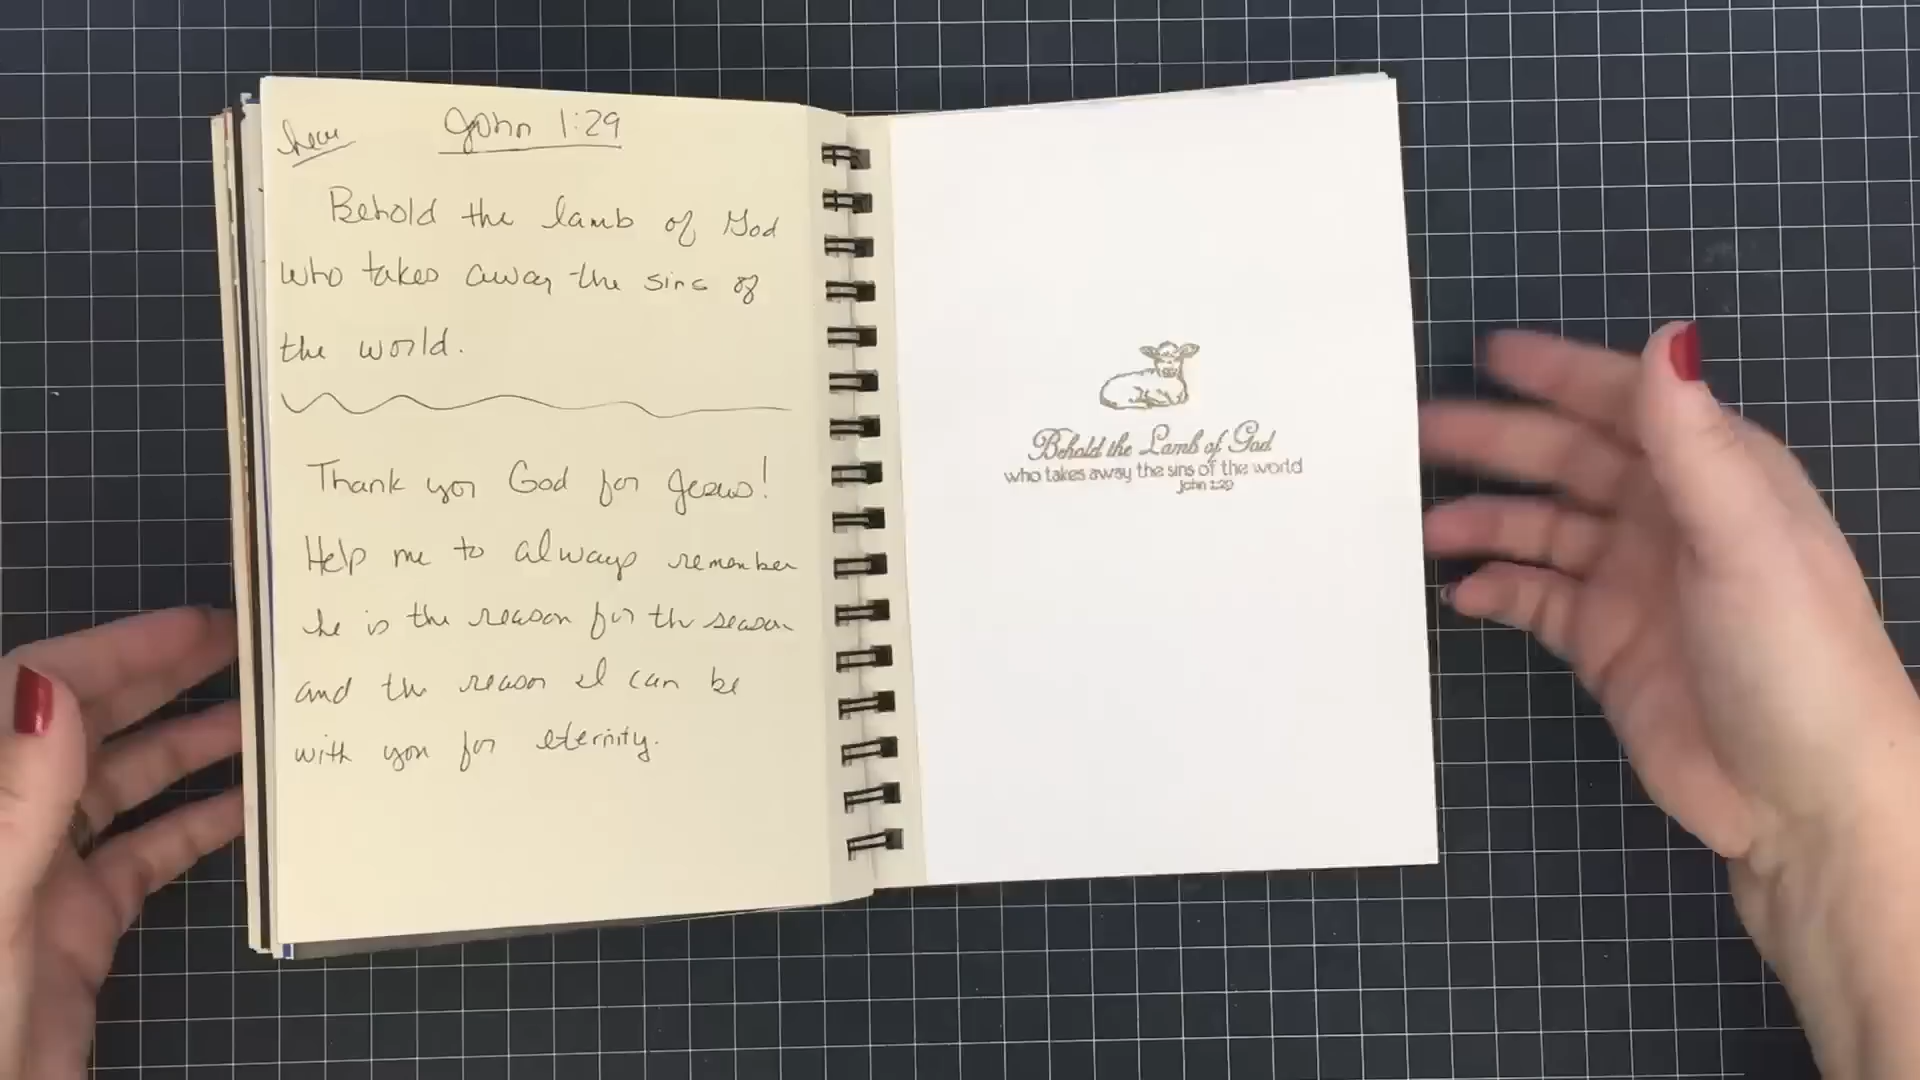 John 1:29
Behold the lamb of God
who takes away the sins of
the world.
Thank you God for Jesus!
Help me to always remember
he is the reason for the season
and the reason I can be
with you for eternity.
Behold the Lamb of God
who takes away the sins of the world
John 1:29